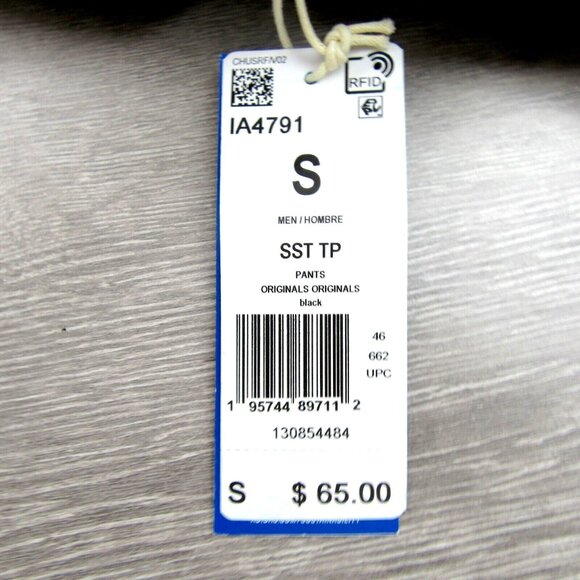 CHUSRF/V02
RFID
IA4791
S
MEN / HOMBRE
SST TP
PANTS
ORIGINALS ORIGINALS
black
46
662
UPC
1 95744 89711 2
130854484
S $ 65.00